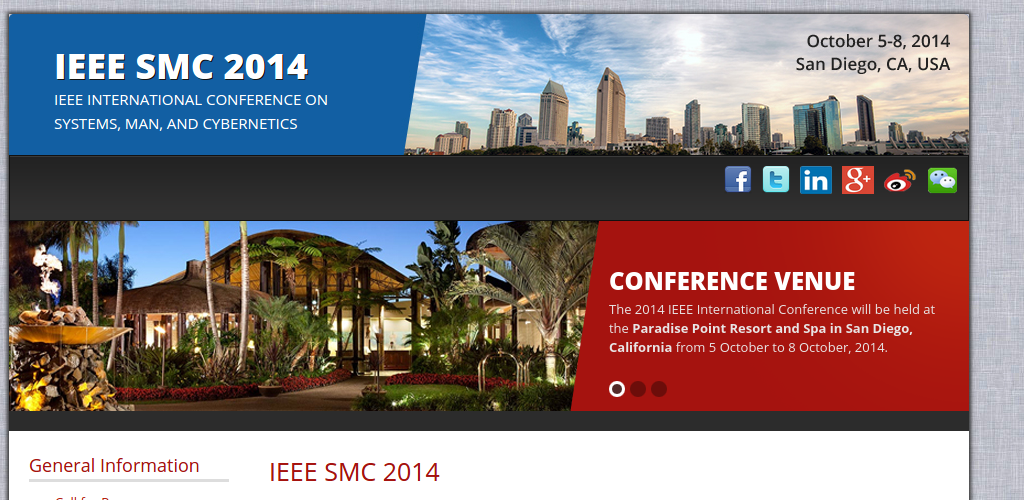 IEEE SMC 2014
IEEE INTERNATIONAL CONFERENCE ON
SYSTEMS, MAN, AND CYBERNETICS
October 5-8, 2014
San Diego, CA, USA
CONFERENCE VENUE
The 2014 IEEE International Conference will be held at
the Paradise Point Resort and Spa in San Diego,
California from 5 October to 8 October, 2014.
General Information
IEEE SMC 2014